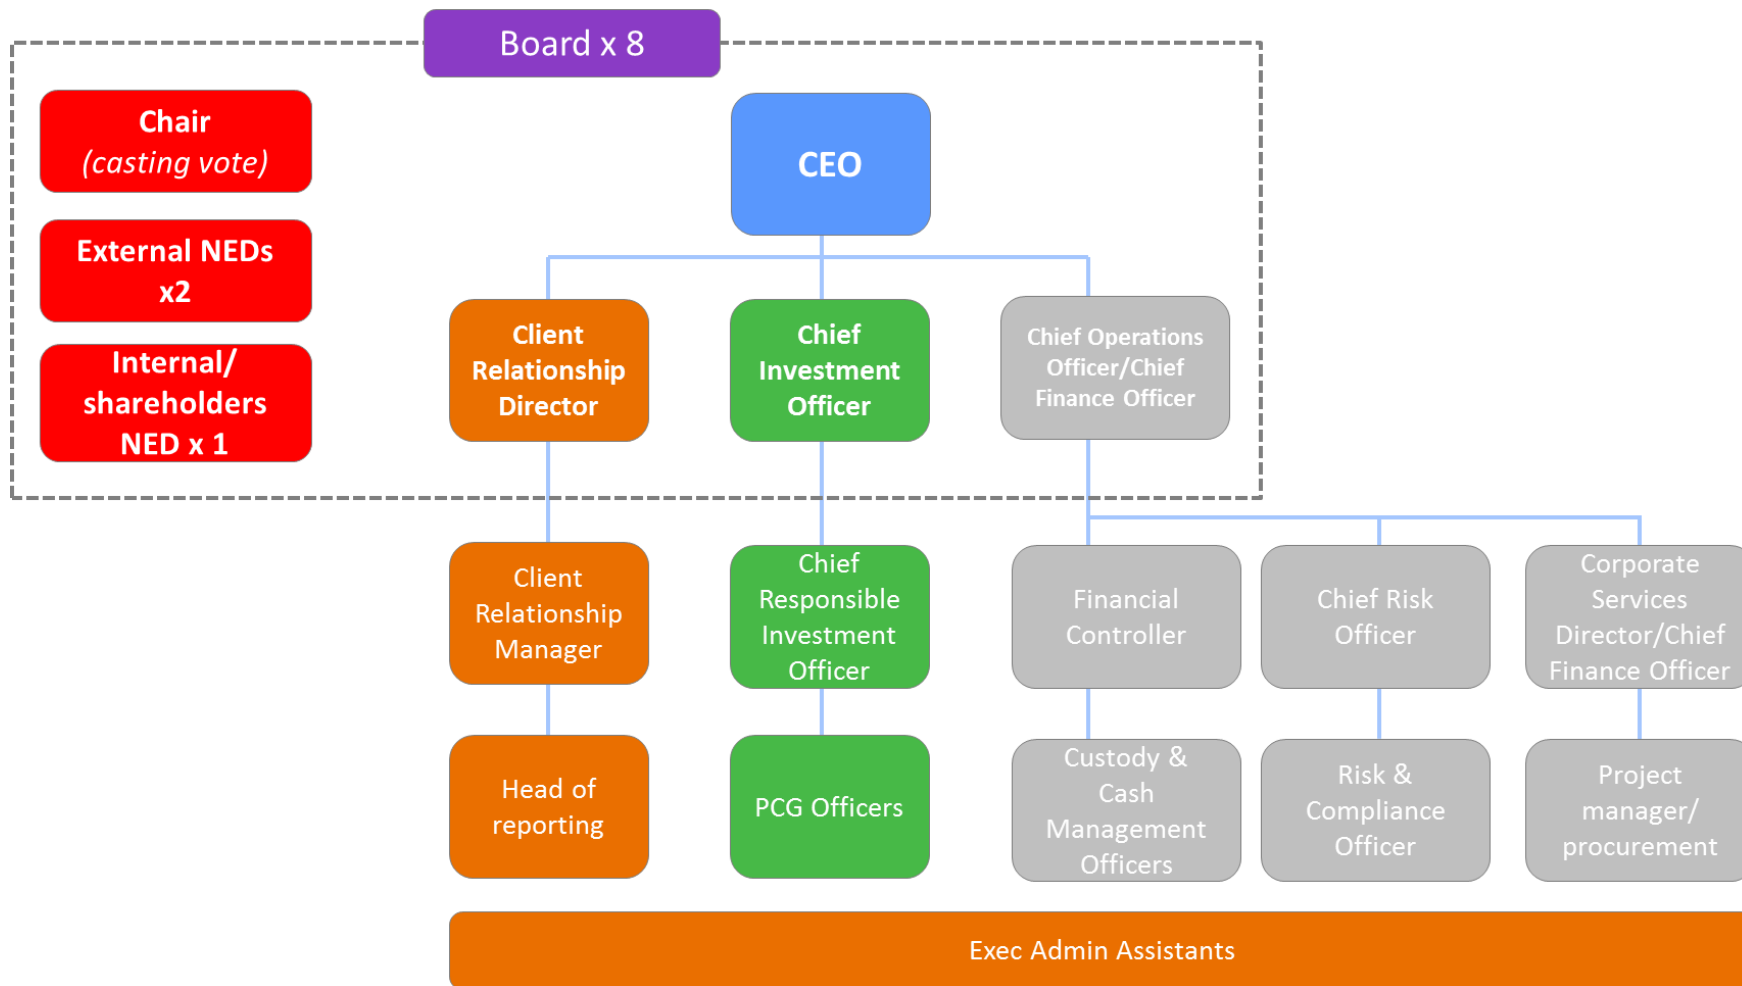 Board x 8
Chair
(casting vote)
External NEDs
x2
Internal/
shareholders
NED x 1
CEO
Client
Relationship
Director
Chief
Investment
Officer
Chief Operations
Officer/Chief
Finance Officer
Client
Relationship
Manager
Chief
Responsible
Investment
Officer
Financial
Controller
Chief Risk
Officer
Corporate
Services
Director/Chief
Finance Officer
Head of
reporting
PCG Officers
Custody &
Cash
Management
Officers
Risk &
Compliance
Officer
Project
manager/
procurement
Exec Admin Assistants